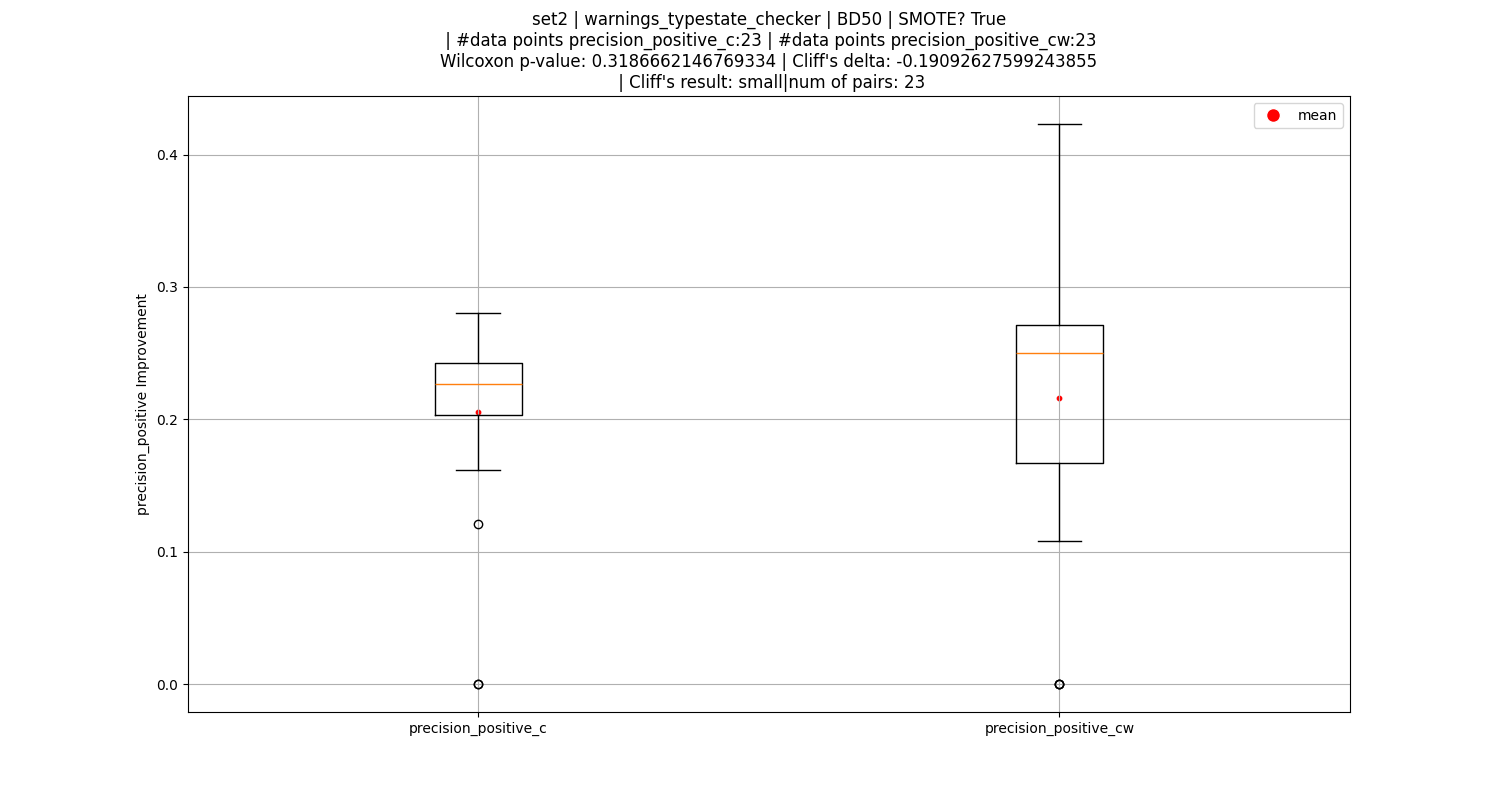 set2 | warnings_typestate_checker | BD50 | SMOTE? True
| #data points precision_positive_c:23 | #data points precision_positive_cw:23
Wilcoxon p-value: 0.3186662146769334 | Cliff's delta: -0.19092627599243855
| Cliff's result: small|num of pairs: 23
mean
0.4
0.3
0.2
0.1
0.0
precision_positive Improvement
precision_positive_c
precision_positive_cw